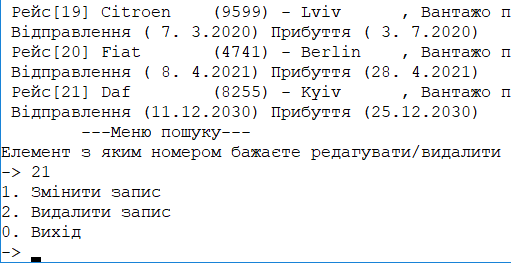 Рейс[19] Citroen (9599) - Lviv , Вантажо п
Відправлення ( 7. 3.2020) Прибуття ( 3. 7.2020)
Рейс[20] Fiat (4741) - Berlin , Вантажо п
Відправлення ( 8. 4.2021) Прибуття (28. 4.2021)
Рейс[21] Daf (8255) - Kyiv , Вантажо п
Відправлення (11.12.2030) Прибуття (25.12.2030)
---Меню пошуку---
Елемент з яким номером бажаєте редагувати/видалити
-> 21
1. Змінити запис
2. Видалити запис
0. Вихід
->